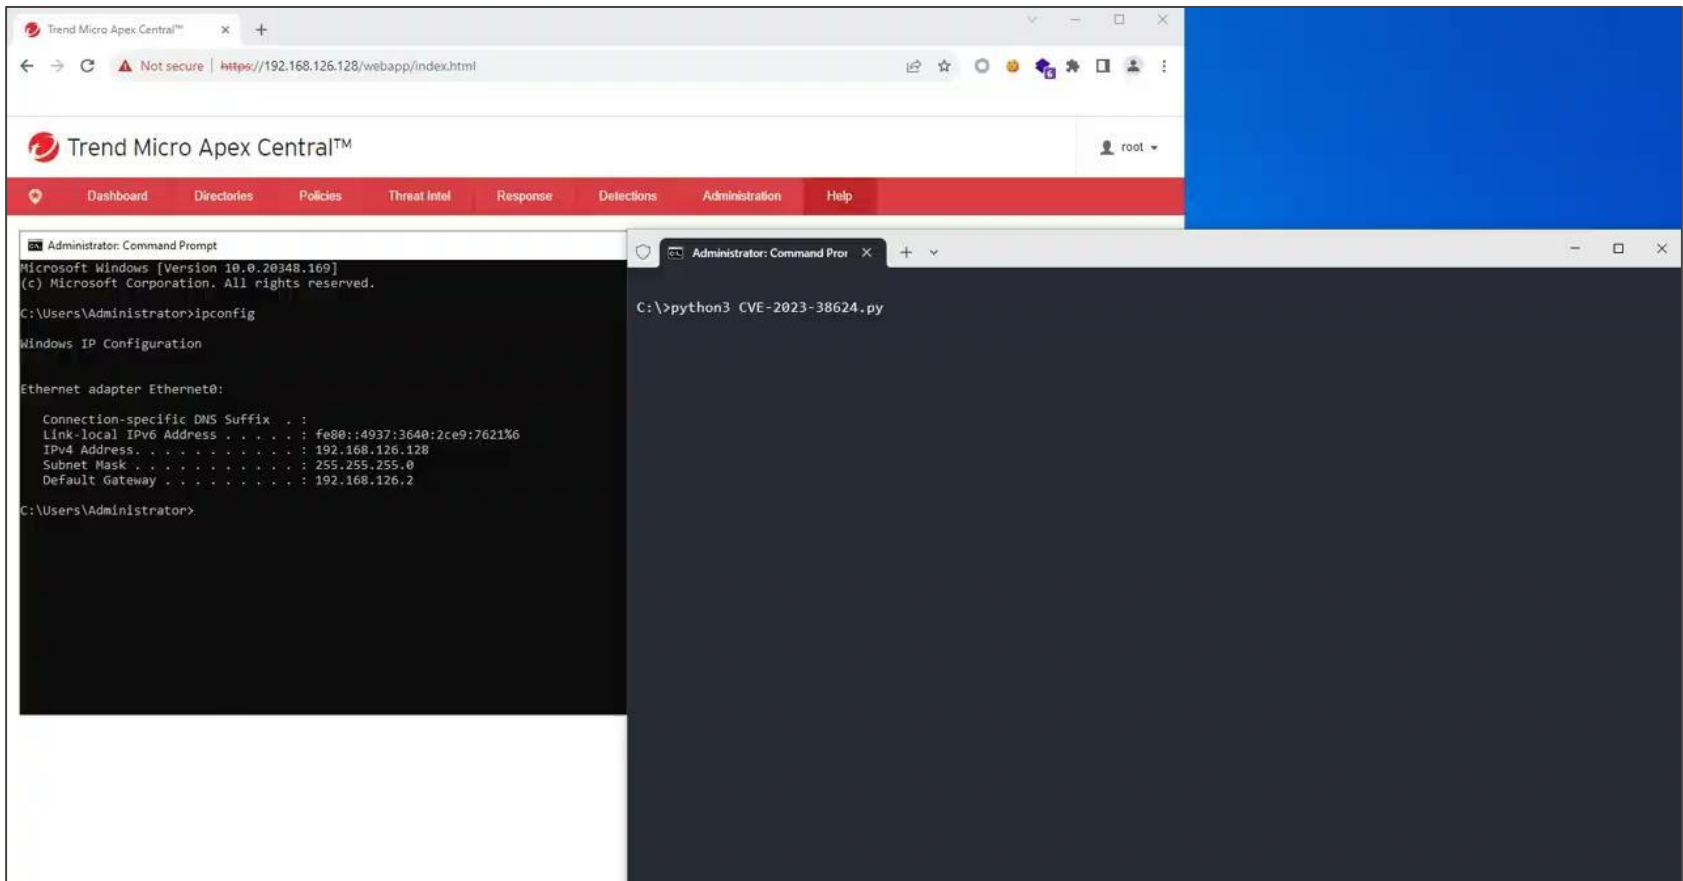 Trend Micro Apex Central™
Not secure | https://192.168.126.128/webapp/index.html
6
Trend Micro Apex Central™
root
Dashboard Directories Policies Threat Intel Response Detections Administration Help
Administrator: Command Prompt
Microsoft Windows [Version 10.0.20348.169]
(c) Microsoft Corporation. All rights reserved.
C:\Users\Administrator>ipconfig
Windows IP Configuration
Ethernet adapter Ethernet0:
Connection-specific DNS Suffix . :
Link-local IPv6 Address . . . . . : fe80::4937:3640:2ce9:7621%6
IPv4 Address. . . . . . . . . . . : 192.168.126.128
Subnet Mask . . . . . . . . . . . : 255.255.255.0
Default Gateway . . . . . . . . . : 192.168.126.2
C:\Users\Administrator>
Administrator: Command Pror
C:\>python3 CVE-2023-38624.py